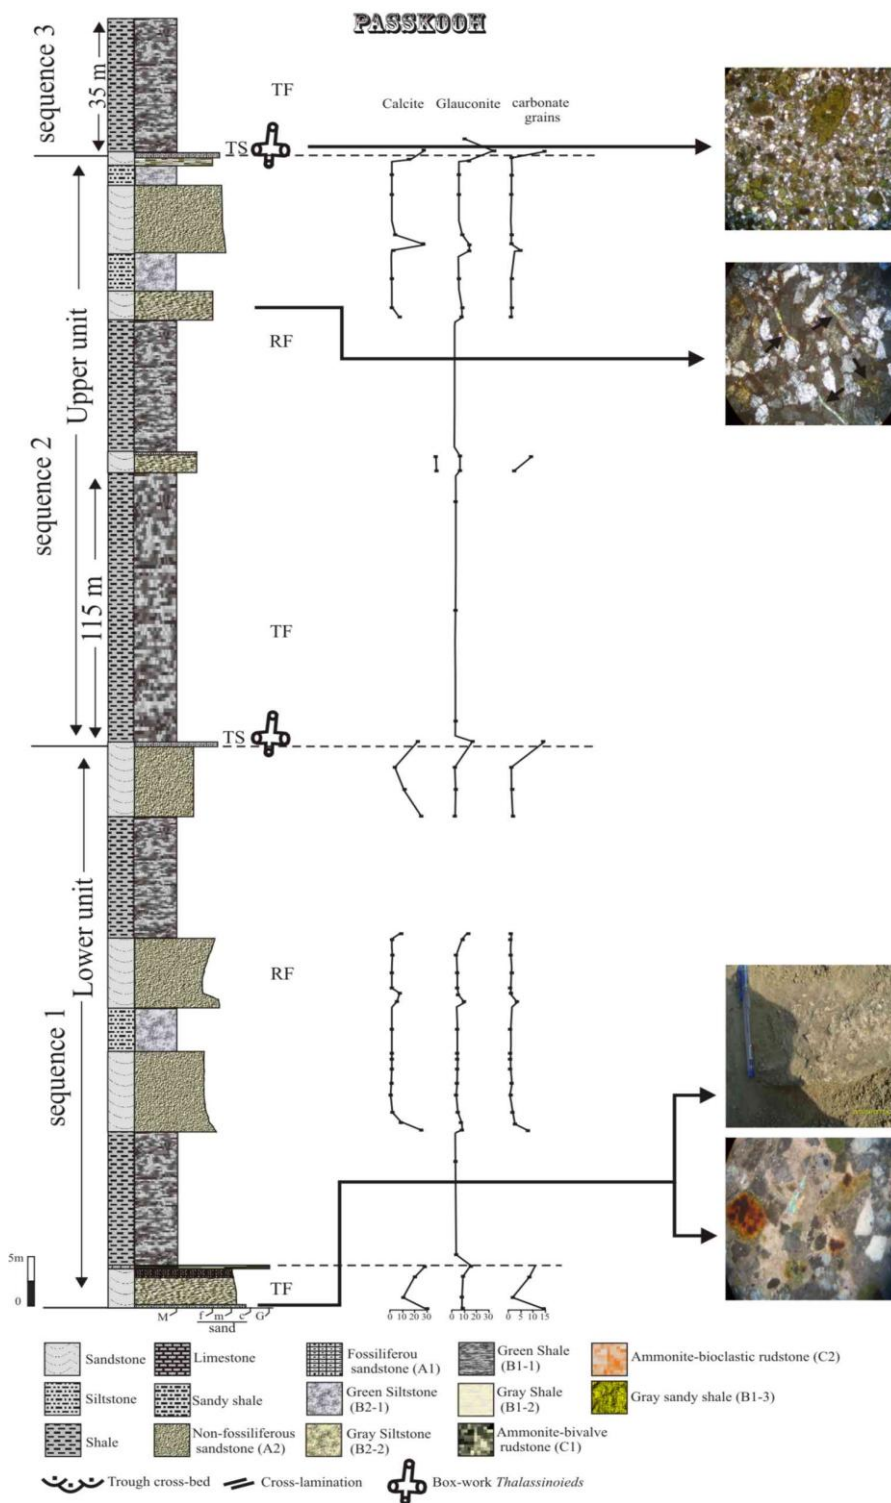 PASSKOOH
sequence 3
35 m
TF
Calcite
Glauconite
carbonate
grains
TS
Upper unit
RF
sequence 2
115 m
TF
TS
Lower unit
RF
sequence 1
5m
0
TF
M
f
m
c
G
sand
0 10 20 30
0 10 20 30
0 5 10 15
Sandstone
Limestone
Fossiliferou
sandstone (A1)
Green Shale
(B1-1)
Ammonite-bioclastic rudstone (C2)
Siltstone
Sandy shale
Green Siltstone
(B2-1)
Gray Shale
(B1-2)
Gray sandy shale (B1-3)
Shale
Non-fossiliferous
sandstone (A2)
Gray Siltstone
(B2-2)
Ammonite-bivalve
rudstone (C1)
Trough cross-bed
Cross-lamination
Box-work Thalassinoieds